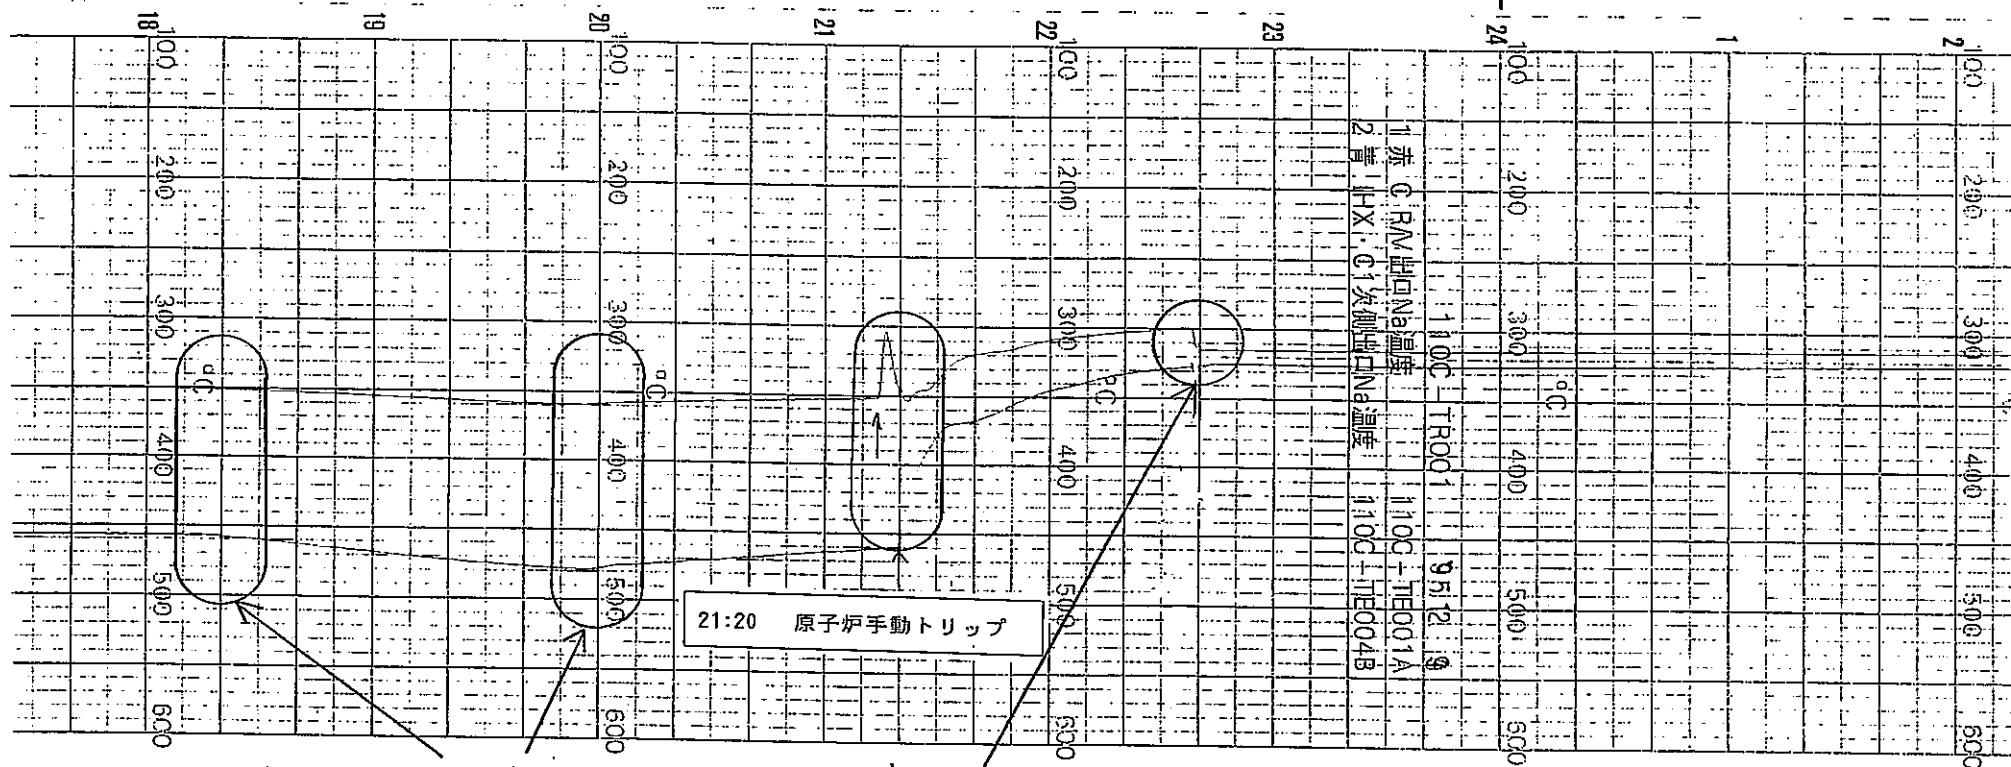 18 19 20 21 22 23 24 1 2
100 100 100 100 100
200 200 200 200 200
300 300 300 300 300
℃ ℃ ℃ ℃
400 400 400 400 400
500 500 500 500 500
600 600 600 600 600
110C-TR001 95 12 9
1 赤 C R/V出口Na温度 110C-TE001A
2 青 IHX・C1次側出口Na温度 110C-TE004B
21:20 原子炉手動トリップ